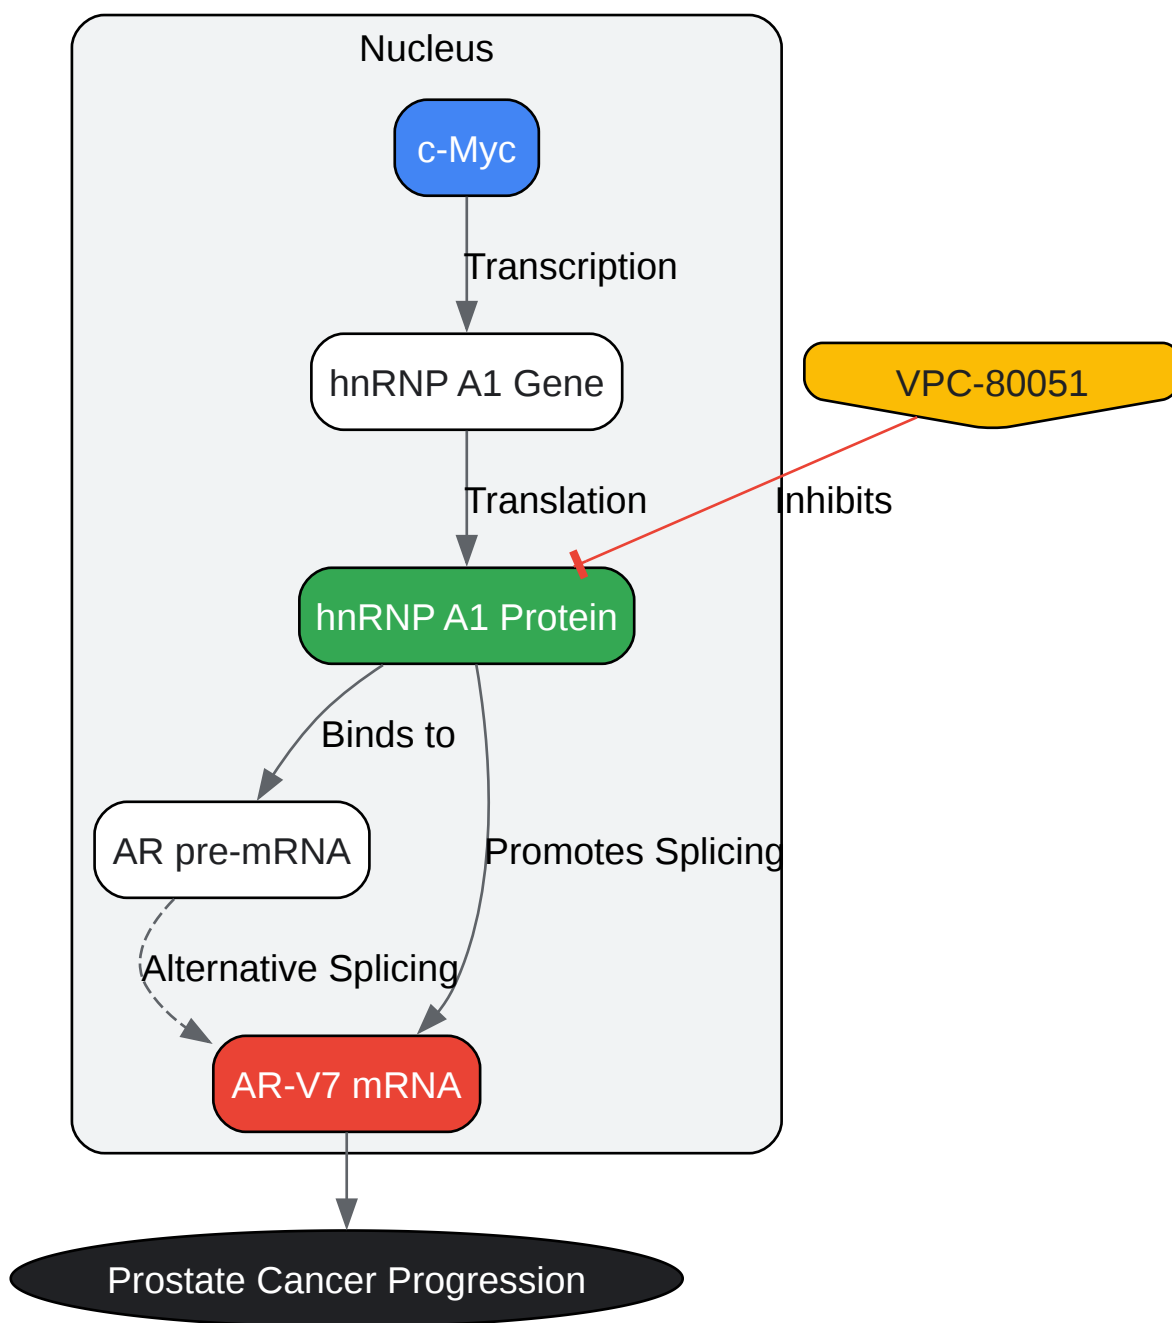 Nucleus
c-Myc
Transcription
hnRNP A1 Gene
VPC-80051
Translation
Inhibits
hnRNP A1 Protein
Binds to
AR pre-mRNA
Promotes Splicing
Alternative Splicing
AR-V7 mRNA
Prostate Cancer Progression